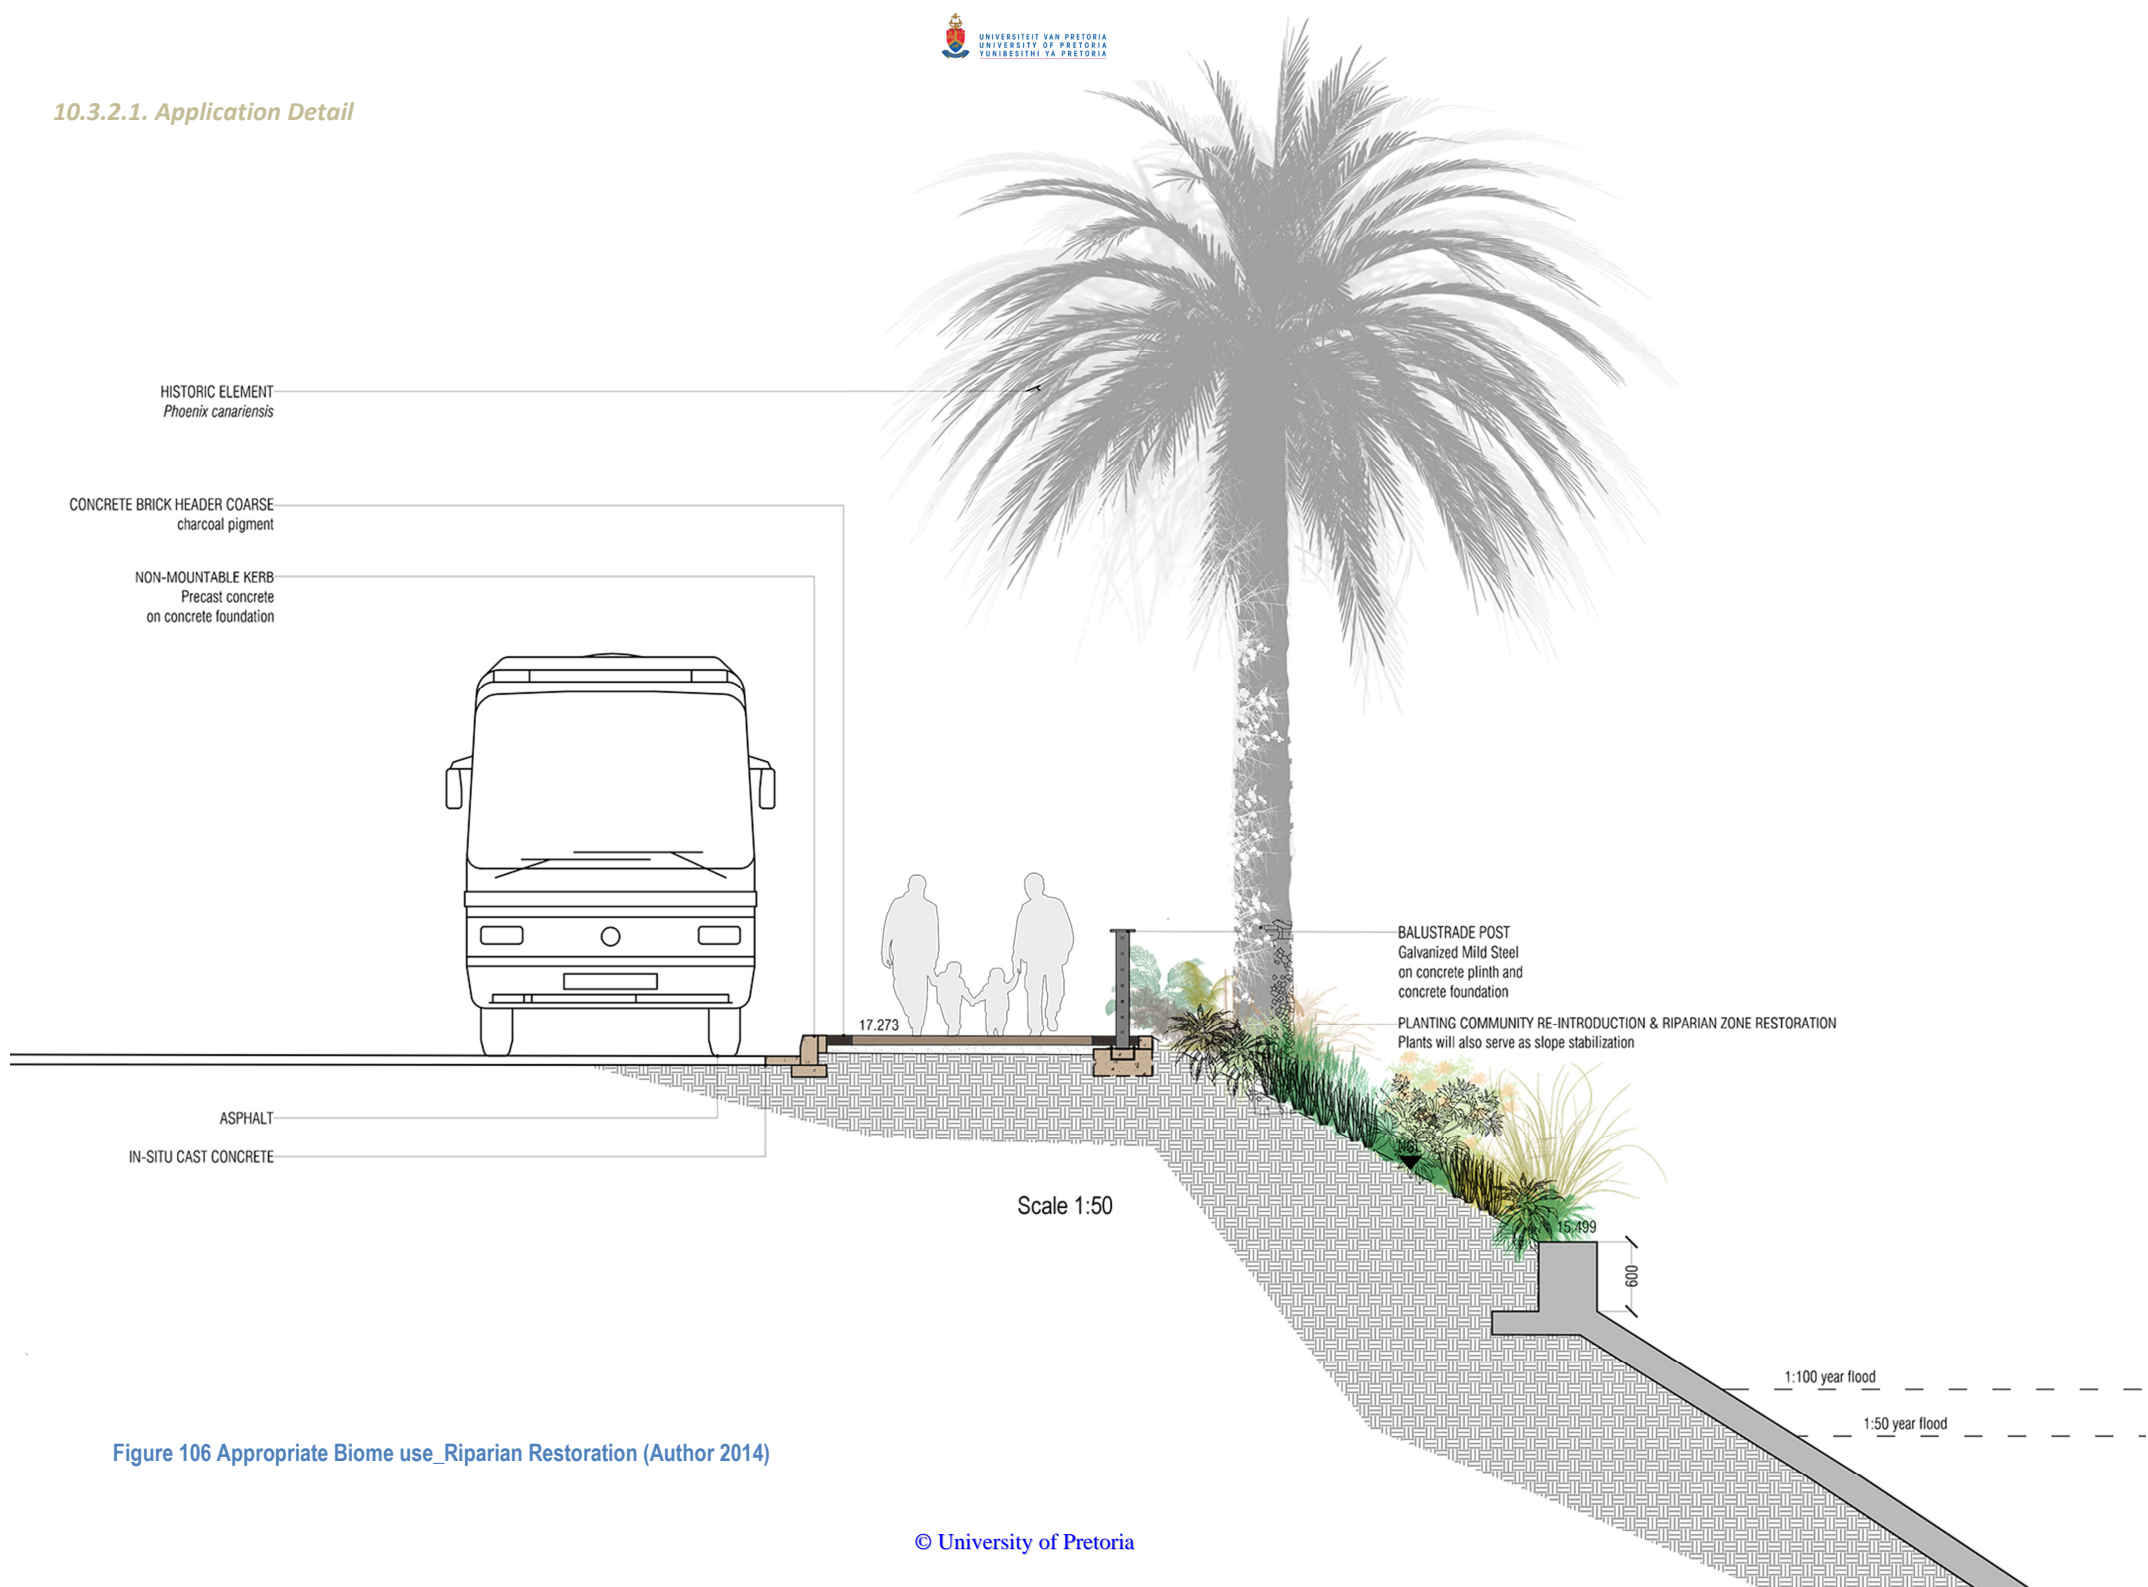 UNIVERSITEIT VAN PRETORIA
UNIVERSITY OF PRETORIA
YUNIBESITHI YA PRETORIA
10.3.2.1. Application Detail
HISTORIC ELEMENT
Phoenix canariensis
CONCRETE BRICK HEADER COARSE
charcoal pigment
NON-MOUNTABLE KERB
Precast concrete
on concrete foundation
BALUSTRADE POST
Galvanized Mild Steel
on concrete plinth and
concrete foundation
17.273
PLANTING COMMUNITY RE-INTRODUCTION & RIPARIAN ZONE RESTORATION
Plants will also serve as slope stabilization
ASPHALT
IN-SITU CAST CONCRETE
NGL
Scale 1:50
15.499
600
1:100 year flood
1:50 year flood
Figure 106 Appropriate Biome use_Riparian Restoration (Author 2014)
© University of Pretoria